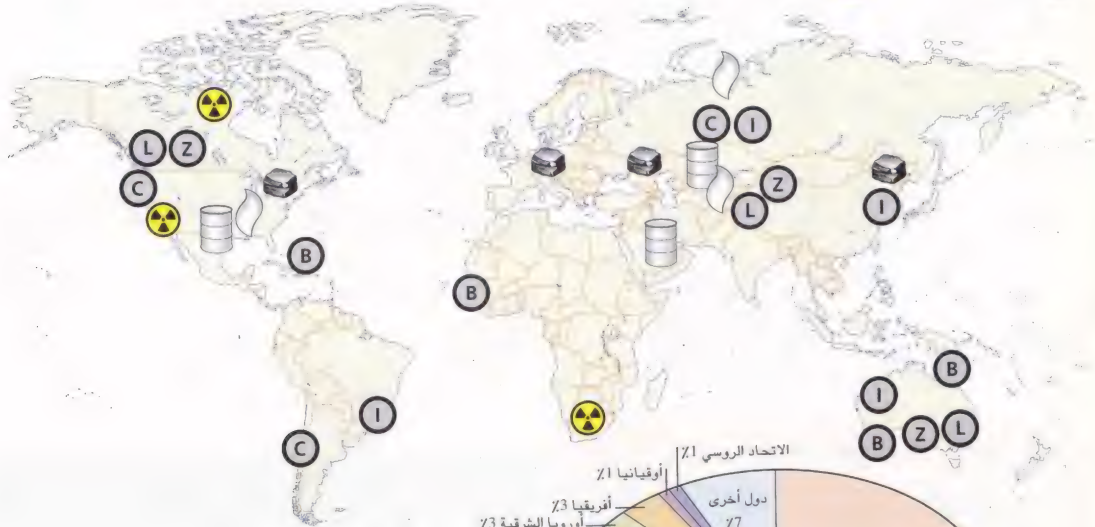 C I
L Z
Z
C
L
I
B
B
B
I
I
B Z L
C
الاتحاد الروسي 1٪
أوقيانيا 1٪
دول أخرى
7٪
أفريقيا 3٪
أوروبا الشرقية 3٪